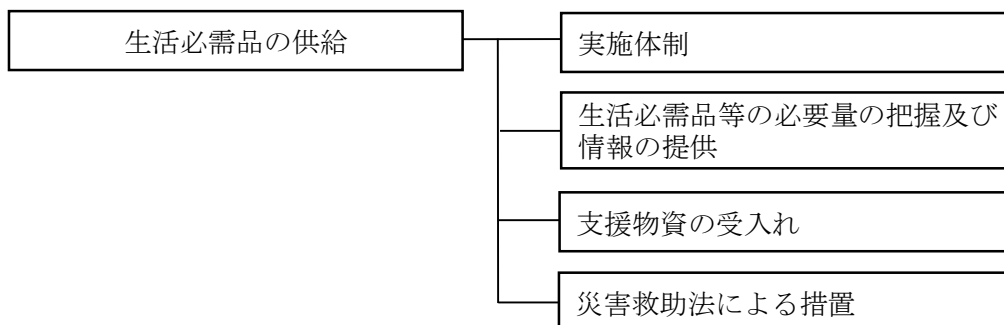 生活必需品の供給
実施体制
生活必需品等の必要量の把握及び
情報の提供
支援物資の受入れ
災害救助法による措置